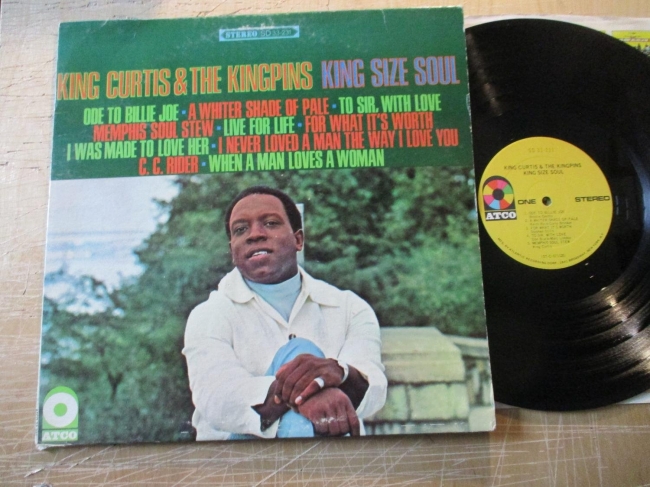 STEREO
KING CURTIS & THE KINGPINS KING SIZE SOUL
ODE TO BILLIE JOE • A WHITER SHADE OF PALE • TO SIR, WITH LOVE
MEMPHIS SOUL STEW • LIVE FOR LIFE • FOR WHAT IT'S WORTH
I WAS MADE TO LOVE HER • I NEVER LOVED A MAN THE WAY I LOVE YOU
C. C. RIDER • WHEN A MAN LOVES A WOMAN
ATCO
KING CURTIS & THE KINGPINS
KING SIZE SOUL
ATCO
ONE
STEREO